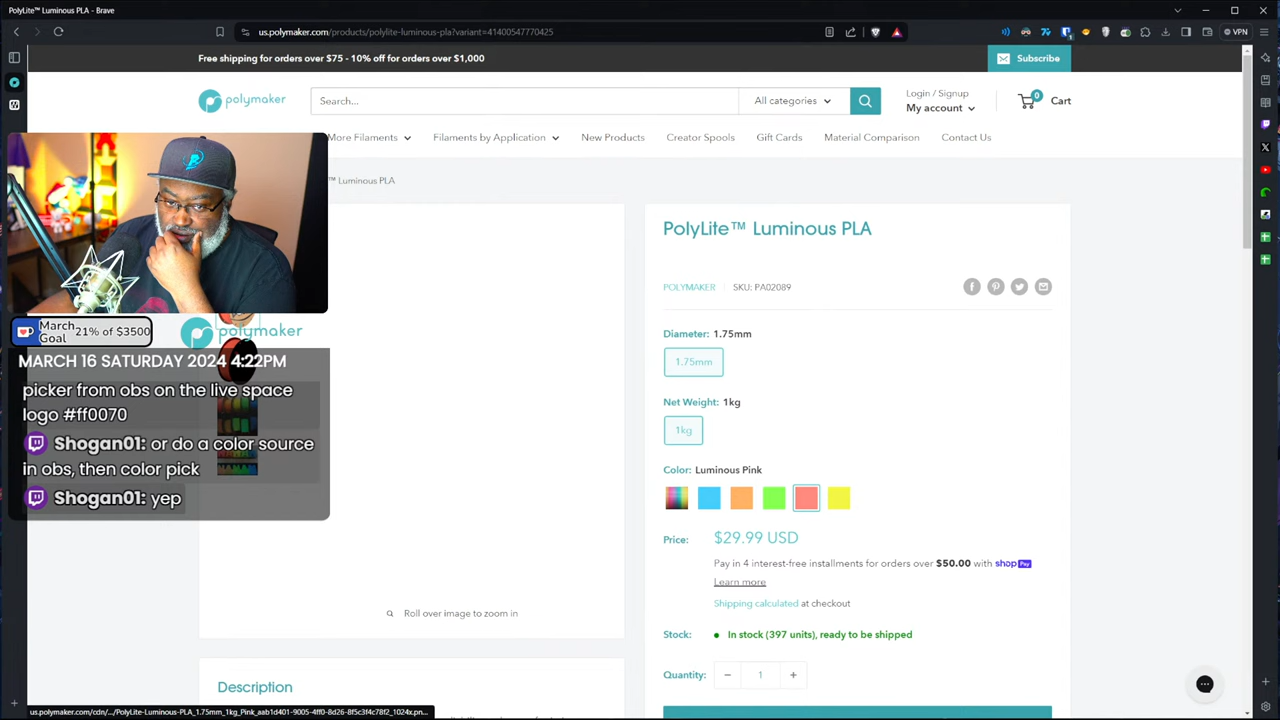 PolyLite™ Luminous PLA - Brave
us.polymaker.com/products/polylite-luminous-pla?variant=41400547770425
VPN
Free shipping for orders over $75 - 10% off for orders over $1,000
Subscribe
polymaker
Search...
All categories
Login / Signup
My account
0
Cart
More Filaments
Filaments by Application
New Products
Creator Spools
Gift Cards
Material Comparison
Contact Us
™ Luminous PLA
PolyLite™ Luminous PLA
POLYMAKER
SKU: PA02089
Diameter: 1.75mm
1.75mm
Net Weight: 1kg
1kg
Color: Luminous Pink
Price:
$29.99 USD
Pay in 4 interest-free installments for orders over $50.00 with shop Pay
Learn more
Shipping calculated at checkout
Stock:
In stock (397 units), ready to be shipped
Quantity:
1
March
Goal
21% of $3500
polymaker
MARCH 16 SATURDAY 2024 4:22PM
picker from obs on the live space
logo #ff0070
Shogan01: or do a color source
in obs, then color pick
Shogan01: yep
Roll over image to zoom in
Description